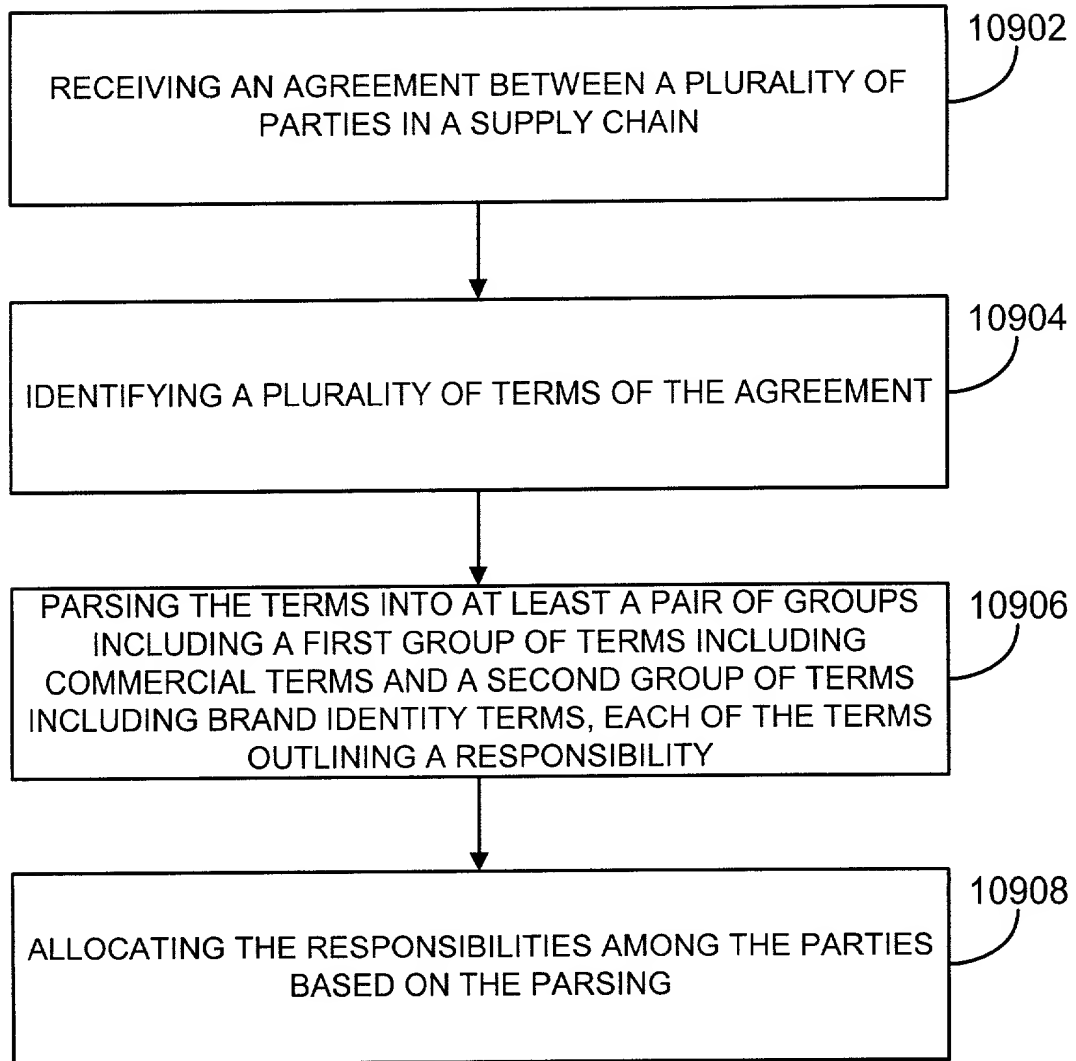 10902
RECEIVING AN AGREEMENT BETWEEN A PLURALITY OF
PARTIES IN A SUPPLY CHAIN
10904
IDENTIFYING A PLURALITY OF TERMS OF THE AGREEMENT
10906
PARSING THE TERMS INTO AT LEAST A PAIR OF GROUPS
INCLUDING A FIRST GROUP OF TERMS INCLUDING
COMMERCIAL TERMS AND A SECOND GROUP OF TERMS
INCLUDING BRAND IDENTITY TERMS, EACH OF THE TERMS
OUTLINING A RESPONSIBILITY
10908
ALLOCATING THE RESPONSIBILITIES AMONG THE PARTIES
BASED ON THE PARSING